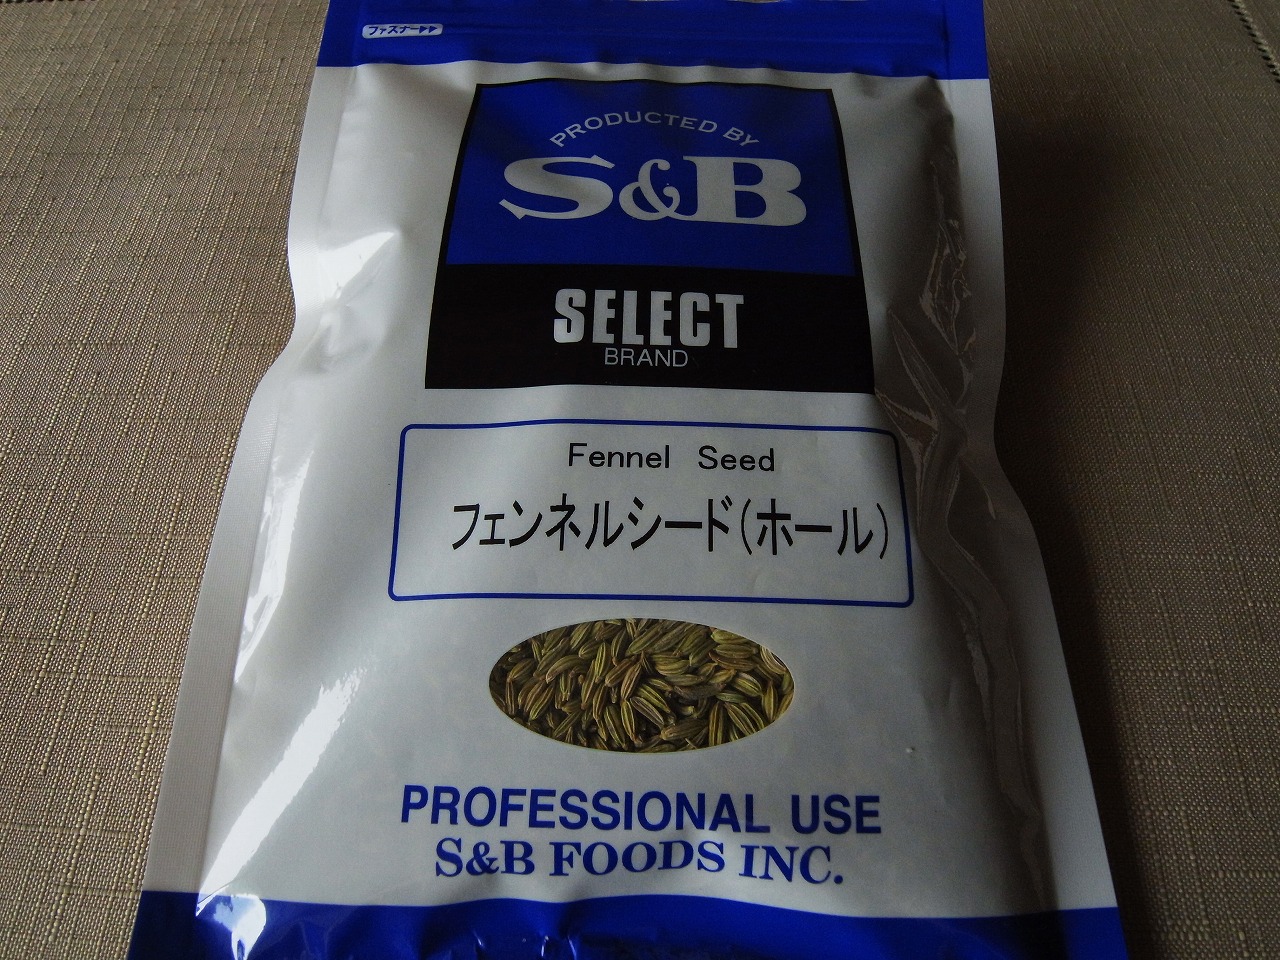 ファスナー▶▶
PRODUCTED BY
S&B
SELECT
BRAND
Fennel Seed
フェンネルシード(ホール)
PROFESSIONAL USE
S&B FOODS INC.